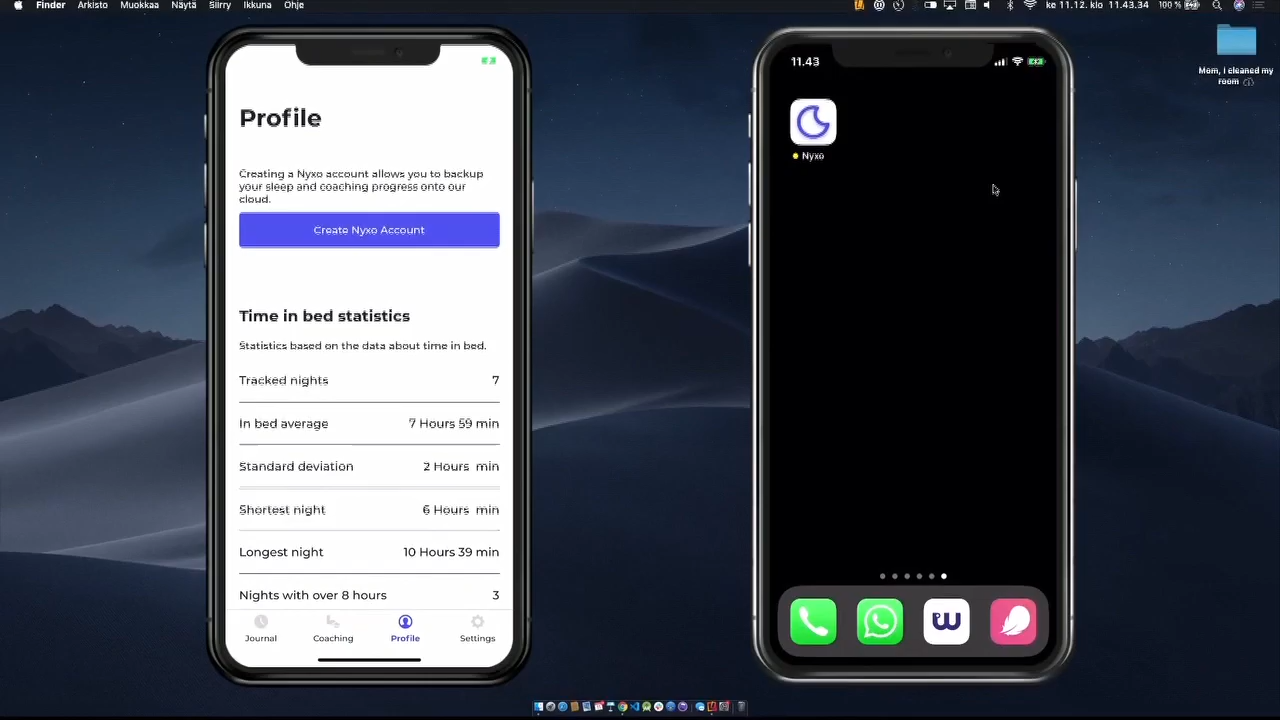 Finder Arkisto Muokkaa Näytä Siirry Ikkuna Ohje
ke 11.12. klo 11.43.34 100 %
Mom, I cleaned my
room
Profile
Creating a Nyxo account allows you to backup
your sleep and coaching progress onto our
cloud.
Create Nyxo Account
Time in bed statistics
Statistics based on the data about time in bed.
Tracked nights 7
In bed average 7 Hours 59 min
Standard deviation 2 Hours min
Shortest night 6 Hours min
Longest night 10 Hours 39 min
Nights with over 8 hours 3
Journal Coaching Profile Settings
11.43
Nyxo
w